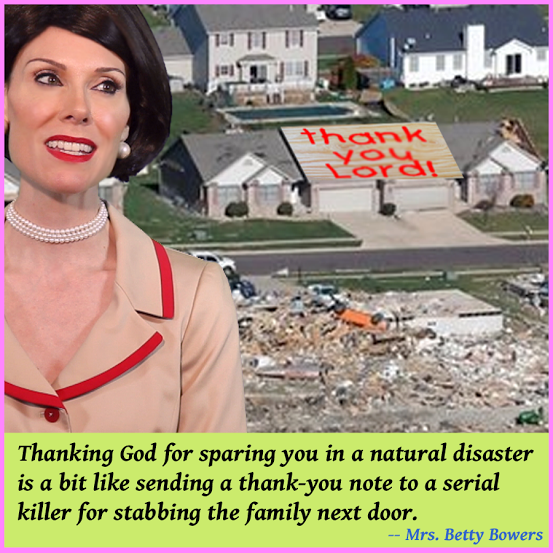 thank
you
Lord!
Thanking God for sparing you in a natural disaster
is a bit like sending a thank-you note to a serial
killer for stabbing the family next door.
-- Mrs. Betty Bowers